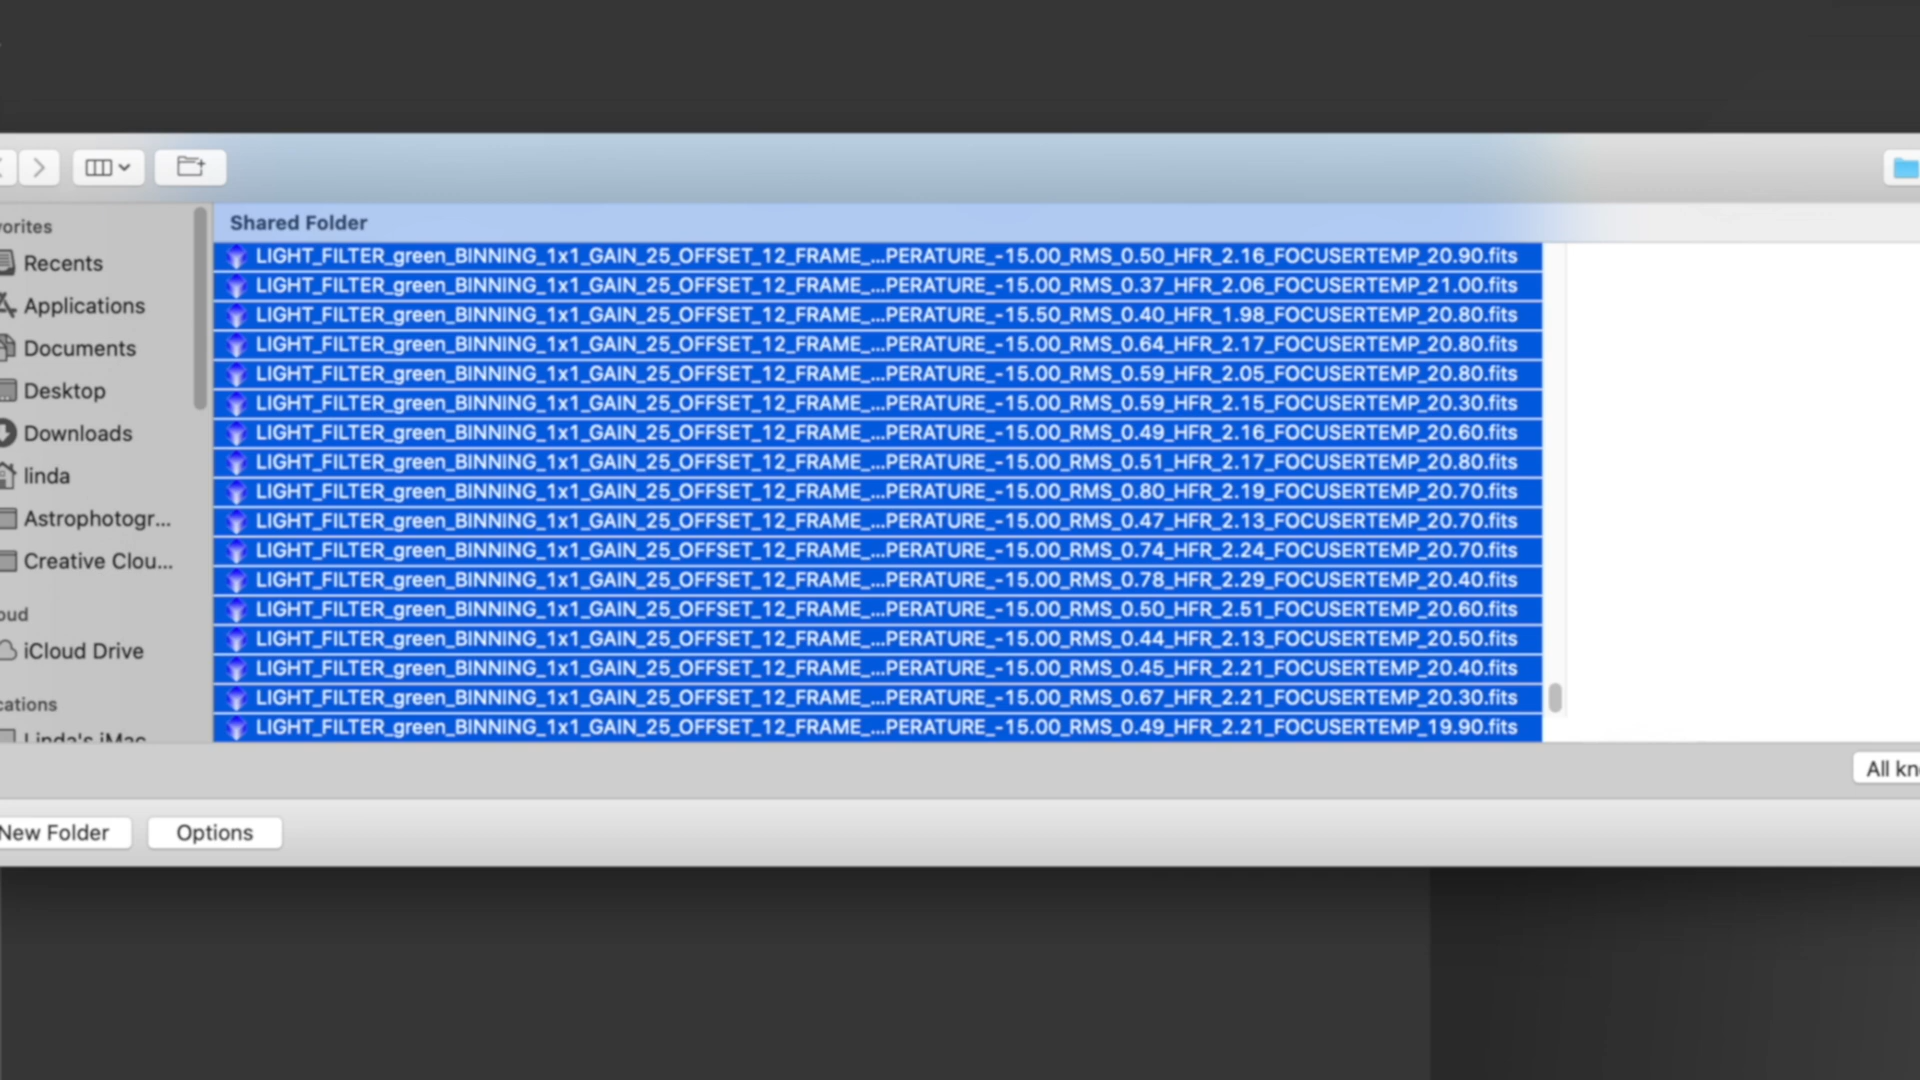 Shared Folder
orites
Recents
Applications
Documents
Desktop
Downloads
linda
Astrophotogr...
Creative Clou...
oud
iCloud Drive
cations
Linda's iMac
LIGHT_FILTER_green_BINNING_1x1_GAIN_25_OFFSET_12_FRAME_...PERATURE_-15.00_RMS_0.50_HFR_2.16_FOCUSERTEMP_20.90.fits
LIGHT_FILTER_green_BINNING_1x1_GAIN_25_OFFSET_12_FRAME_...PERATURE_-15.00_RMS_0.37_HFR_2.06_FOCUSERTEMP_21.00.fits
LIGHT_FILTER_green_BINNING_1x1_GAIN_25_OFFSET_12_FRAME_...PERATURE_-15.50_RMS_0.40_HFR_1.98_FOCUSERTEMP_20.80.fits
LIGHT_FILTER_green_BINNING_1x1_GAIN_25_OFFSET_12_FRAME_...PERATURE_-15.00_RMS_0.64_HFR_2.17_FOCUSERTEMP_20.80.fits
LIGHT_FILTER_green_BINNING_1x1_GAIN_25_OFFSET_12_FRAME_...PERATURE_-15.00_RMS_0.59_HFR_2.05_FOCUSERTEMP_20.80.fits
LIGHT_FILTER_green_BINNING_1x1_GAIN_25_OFFSET_12_FRAME_...PERATURE_-15.00_RMS_0.59_HFR_2.15_FOCUSERTEMP_20.30.fits
LIGHT_FILTER_green_BINNING_1x1_GAIN_25_OFFSET_12_FRAME_...PERATURE_-15.00_RMS_0.49_HFR_2.16_FOCUSERTEMP_20.60.fits
LIGHT_FILTER_green_BINNING_1x1_GAIN_25_OFFSET_12_FRAME_...PERATURE_-15.00_RMS_0.51_HFR_2.17_FOCUSERTEMP_20.80.fits
LIGHT_FILTER_green_BINNING_1x1_GAIN_25_OFFSET_12_FRAME_...PERATURE_-15.00_RMS_0.80_HFR_2.19_FOCUSERTEMP_20.70.fits
LIGHT_FILTER_green_BINNING_1x1_GAIN_25_OFFSET_12_FRAME_...PERATURE_-15.00_RMS_0.47_HFR_2.13_FOCUSERTEMP_20.70.fits
LIGHT_FILTER_green_BINNING_1x1_GAIN_25_OFFSET_12_FRAME_...PERATURE_-15.00_RMS_0.74_HFR_2.24_FOCUSERTEMP_20.70.fits
LIGHT_FILTER_green_BINNING_1x1_GAIN_25_OFFSET_12_FRAME_...PERATURE_-15.00_RMS_0.78_HFR_2.29_FOCUSERTEMP_20.40.fits
LIGHT_FILTER_green_BINNING_1x1_GAIN_25_OFFSET_12_FRAME_...PERATURE_-15.00_RMS_0.50_HFR_2.51_FOCUSERTEMP_20.60.fits
LIGHT_FILTER_green_BINNING_1x1_GAIN_25_OFFSET_12_FRAME_...PERATURE_-15.00_RMS_0.44_HFR_2.13_FOCUSERTEMP_20.50.fits
LIGHT_FILTER_green_BINNING_1x1_GAIN_25_OFFSET_12_FRAME_...PERATURE_-15.00_RMS_0.45_HFR_2.21_FOCUSERTEMP_20.40.fits
LIGHT_FILTER_green_BINNING_1x1_GAIN_25_OFFSET_12_FRAME_...PERATURE_-15.00_RMS_0.67_HFR_2.21_FOCUSERTEMP_20.30.fits
LIGHT_FILTER_green_BINNING_1x1_GAIN_25_OFFSET_12_FRAME_...PERATURE_-15.00_RMS_0.49_HFR_2.21_FOCUSERTEMP_19.90.fits
All kn
New Folder
Options